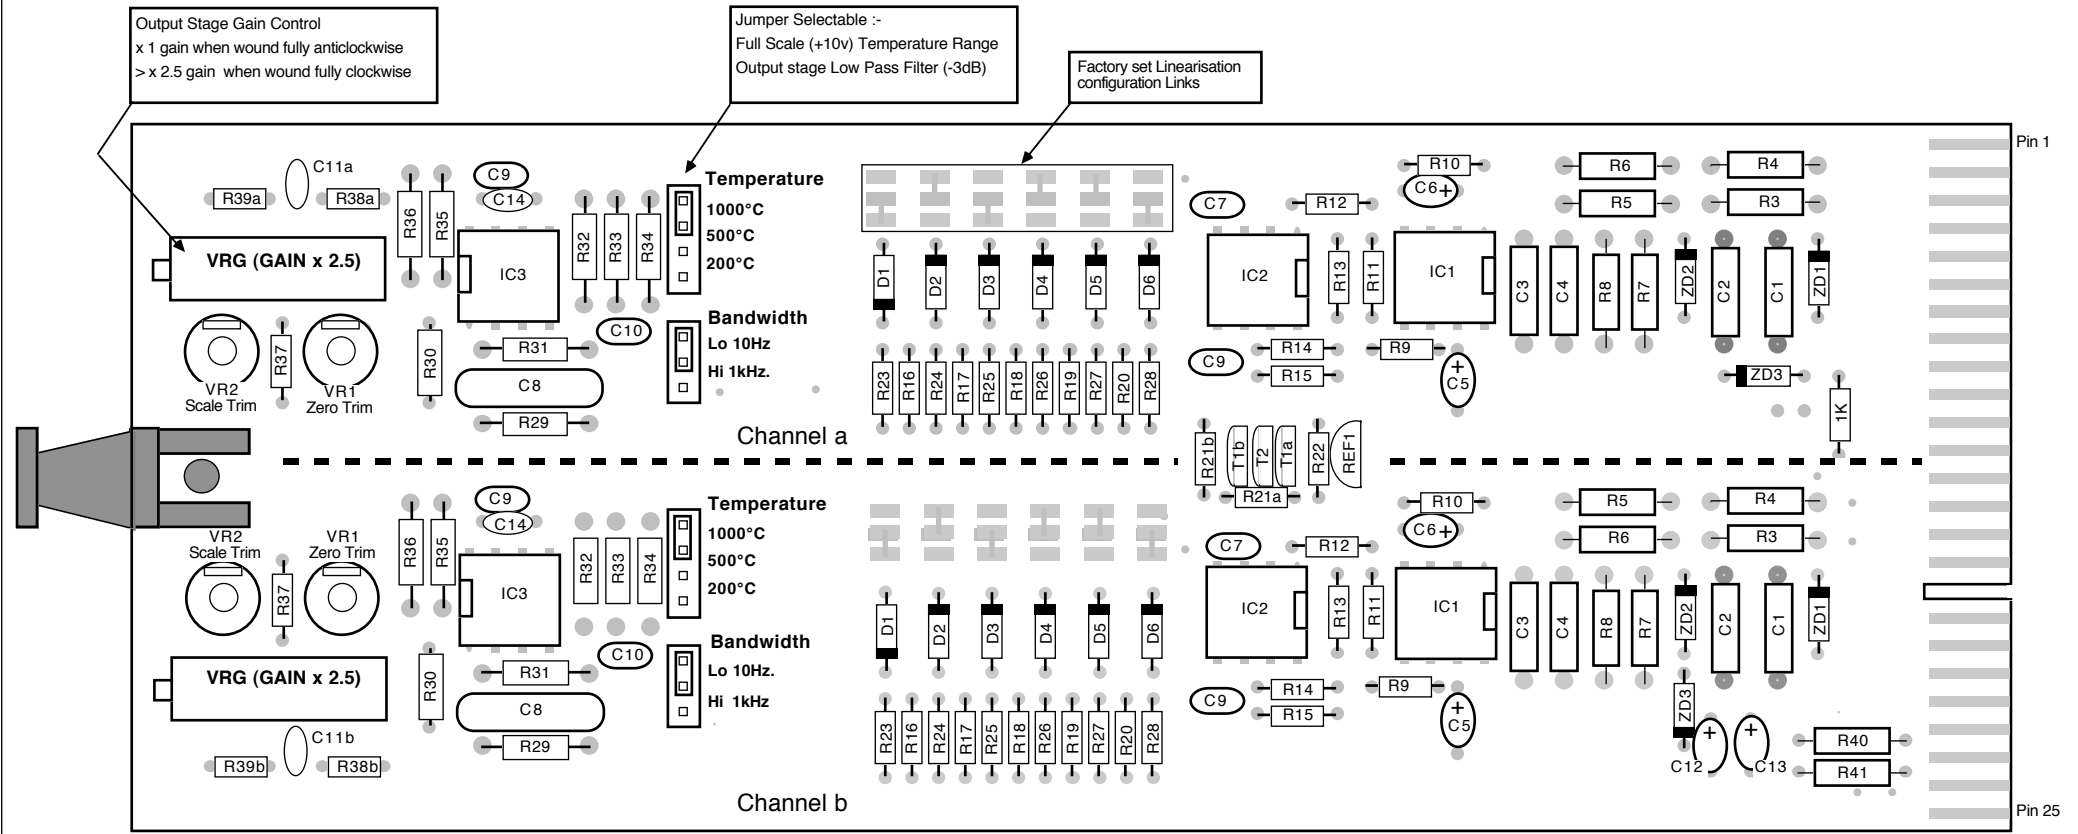 Output Stage Gain Control
x 1 gain when wound fully anticlockwise
> x 2.5 gain when wound fully clockwise
Jumper Selectable :-
Full Scale (+10v) Temperature Range
Output stage Low Pass Filter (-3dB)
Factory set Linearisation
configuration Links
Pin 1
C11a
R39a
R38a
R36
R35
C9
C14
VRG (GAIN x 2.5)
IC3
R32
R33
R34
Temperature
1000°C
500°C
200°C
C10
Bandwidth
Lo 10Hz
Hi 1kHz.
VR2
Scale Trim
R37
VR1
Zero Trim
R30
R31
C8
R29
D1
D2
D3
D4
D5
D6
R23
R16
R24
R17
R25
R18
R26
R19
R27
R20
R28
C7
R12
R10
C6+
IC2
R13
R11
IC1
C9
R14
R15
R9
+
C5
R6
R5
R4
R3
C3
C4
R8
R7
ZD2
C2
C1
ZD1
ZD3
1K
Channel a
R21b
T1b
T2
T1a
R22
REF1
R21a
VR2
Scale Trim
VR1
Zero Trim
R37
R36
R35
C9
C14
IC3
R32
R33
R34
Temperature
1000°C
500°C
200°C
C10
Bandwidth
Lo 10Hz.
Hi 1kHz
VRG (GAIN x 2.5)
R30
R31
C8
R29
C11b
R39b
R38b
D1
D2
D3
D4
D5
D6
R23
R16
R24
R17
R25
R18
R26
R19
R27
R20
R28
C7
R12
R10
C6+
IC2
R13
R11
IC1
C9
R14
R15
R9
+
C5
R5
R6
R4
R3
C3
C4
R8
R7
ZD2
C2
C1
ZD1
ZD3
+
C12
+
C13
R40
R41
Channel b
Pin 25